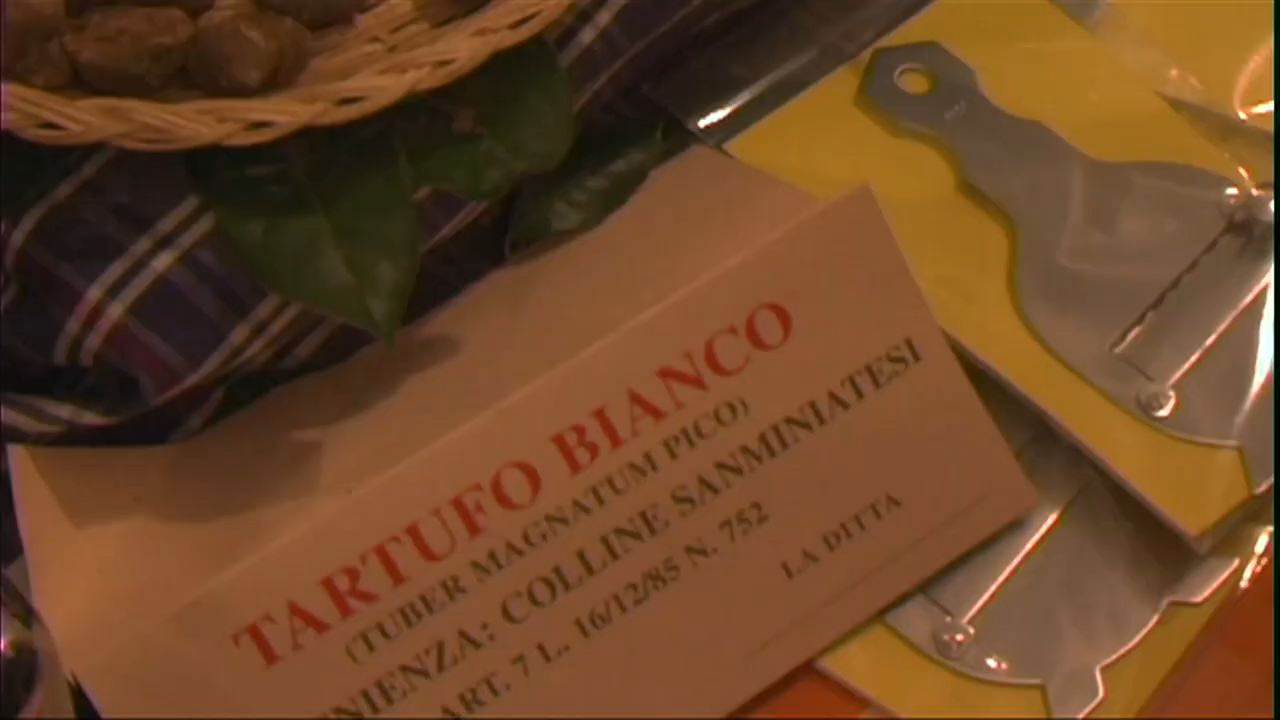 TARTUFO BIANCO
(TUBER MAGNATUM PICO)
NIENZA: COLLINE SANMINIATESI
ART. 7 L. 16/12/85 N. 752
LA DITTA